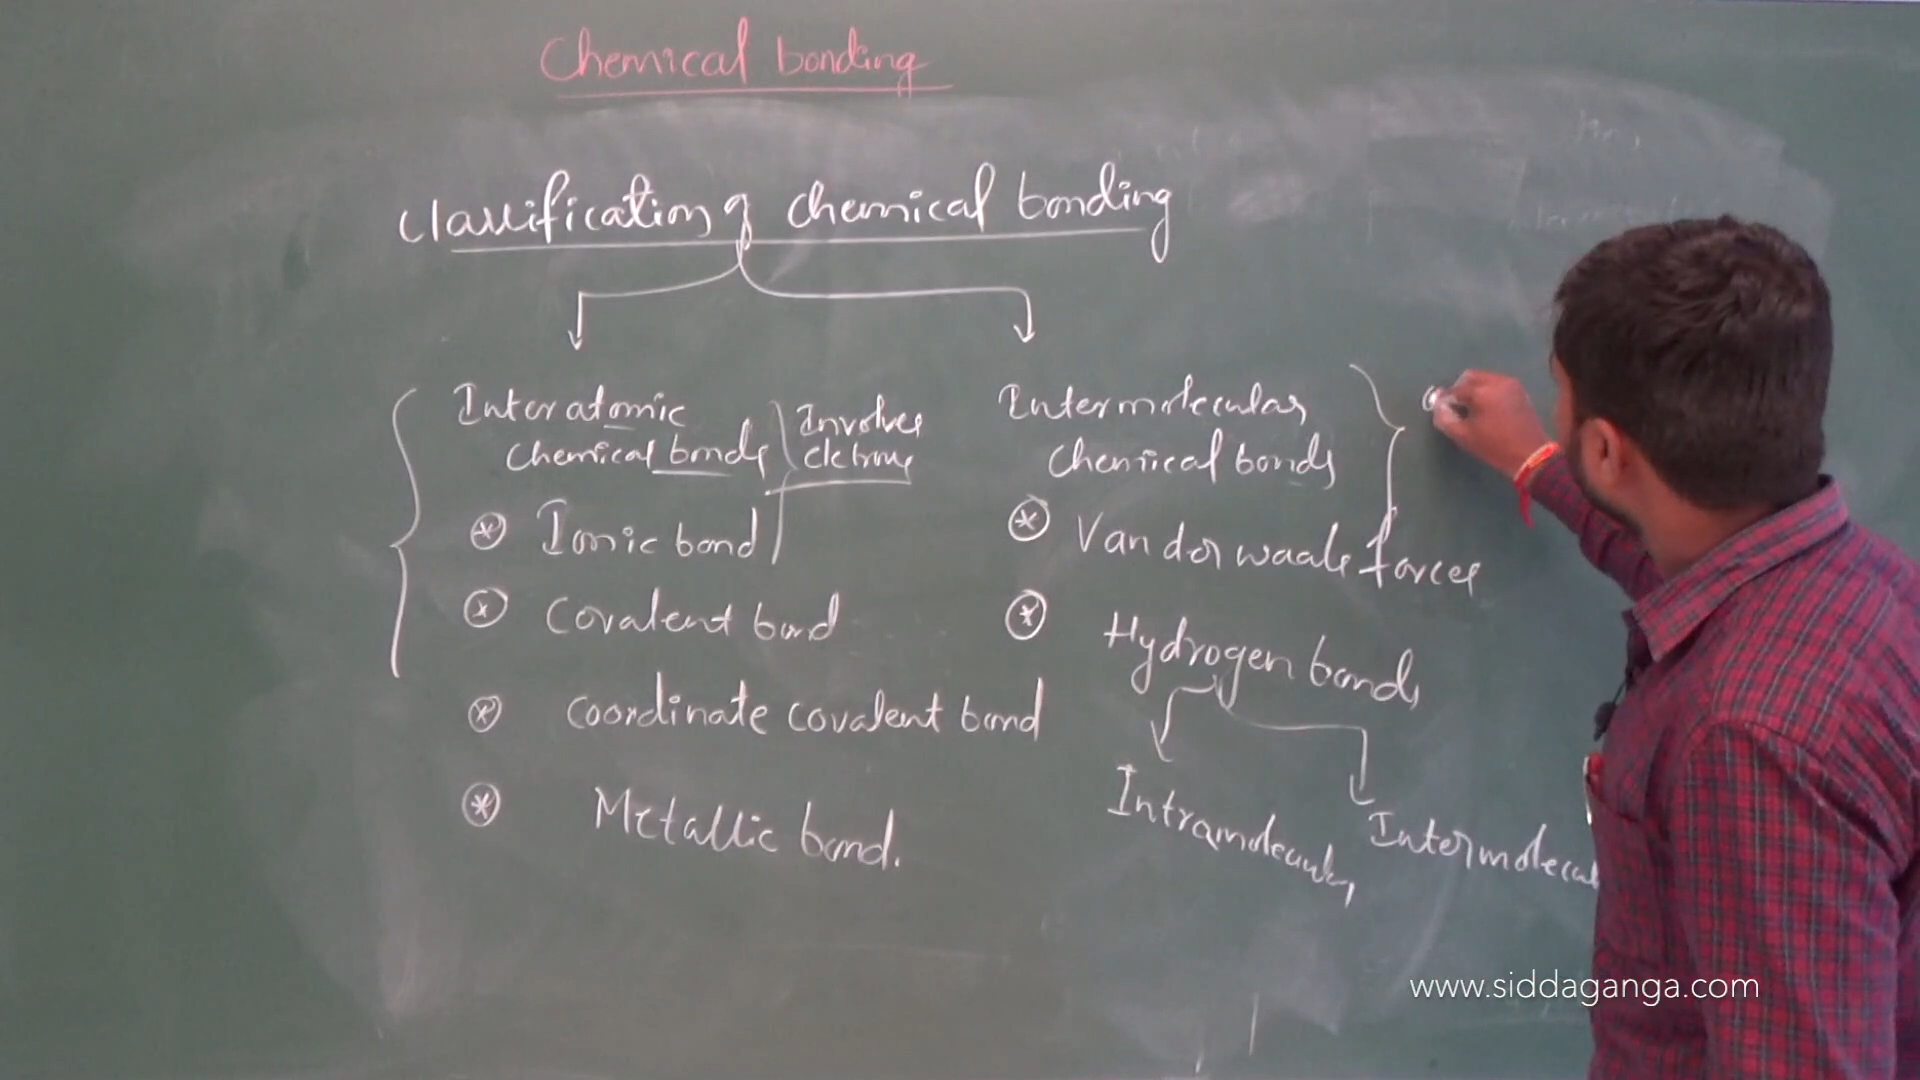 Chemical bonding
Classification of chemical bonding
Interatomic
chemical bonds
Involves
Intermolecular
chemical bonds
Ionic bond
Van der waals forces
Covalent bond
Hydrogen bonds
coordinate covalent bond
Intramolecular
Metallic bond.
Intermolecul
www.siddaganga.com